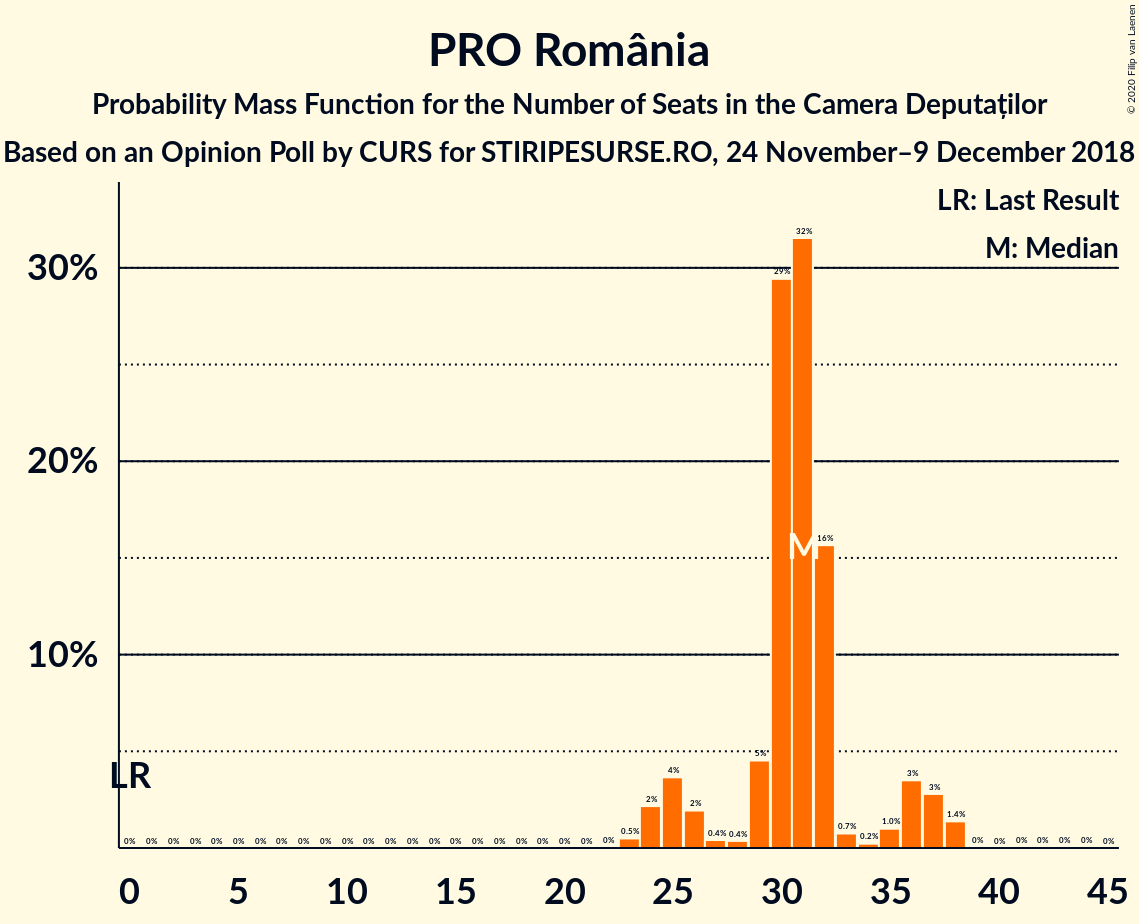 PRO România
Probability Mass Function for the Number of Seats in the Camera Deputaților
Based on an Opinion Poll by CURS for STIRIPESURSE.RO, 24 November–9 December 2018
© 2020 Filip van Laenen
LR: Last Result
M: Median
30%
20%
10%
LR
M
0% 0% 0% 0% 0% 0% 0% 0% 0% 0% 0% 0% 0% 0% 0% 0% 0% 0% 0% 0% 0% 0% 0% 0.5% 2% 4% 2% 0.4% 0.4% 5% 29% 32% 16% 0.7% 0.2% 1.0% 3% 3% 1.4% 0% 0% 0% 0% 0% 0% 0%
0 5 10 15 20 25 30 35 40 45